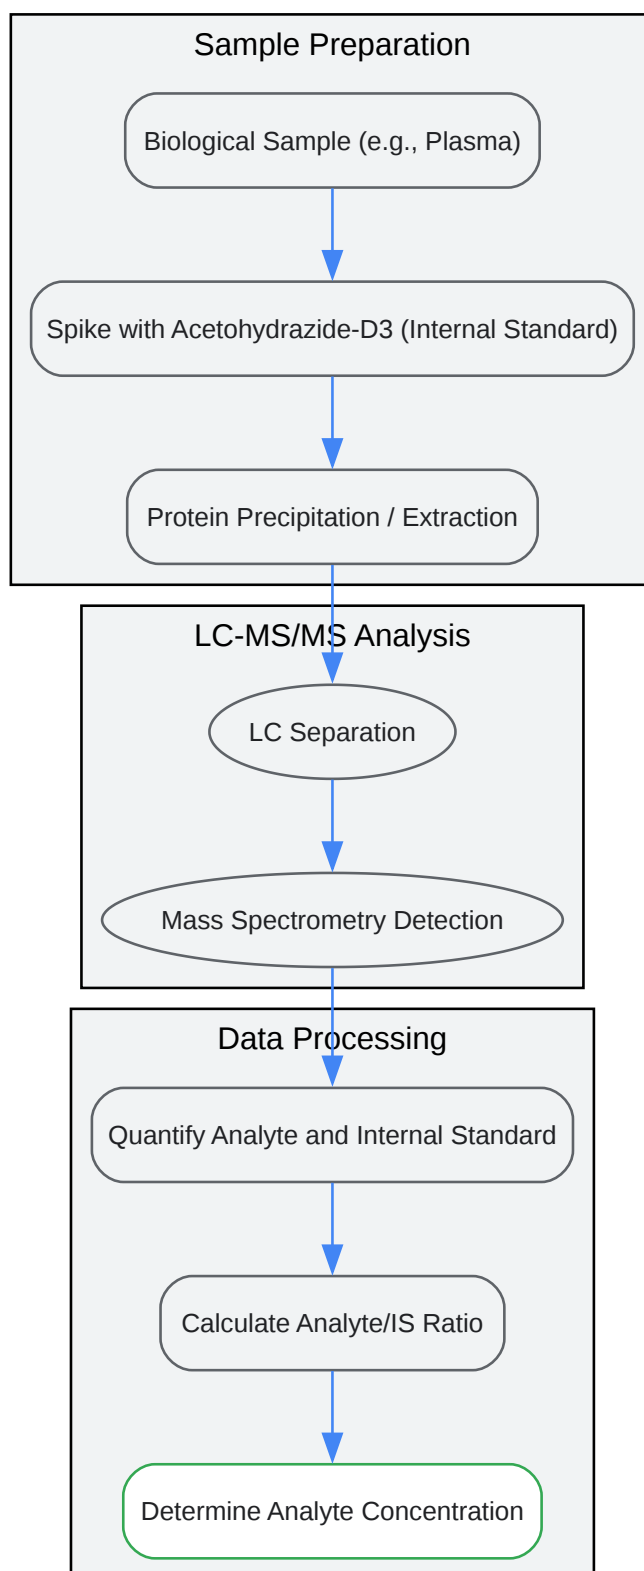 Sample Preparation
Biological Sample (e.g., Plasma)
Spike with Acetohydrazide-D3 (Internal Standard)
Protein Precipitation / Extraction
LC-MS/MS Analysis
LC Separation
Mass Spectrometry Detection
Data Processing
Quantify Analyte and Internal Standard
Calculate Analyte/IS Ratio
Determine Analyte Concentration